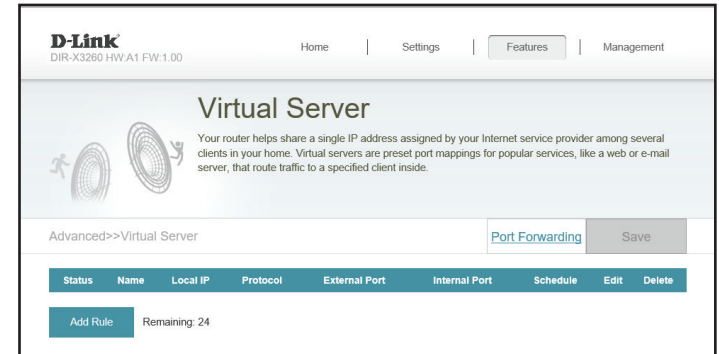 D-Link
DIR-X3260 HW:A1 FW:1.00
Home | Settings | Features | Management
Virtual Server
Your router helps share a single IP address assigned by your Internet service provider among several
clients in your home. Virtual servers are preset port mappings for popular services, like a web or e-mail
server, that route traffic to a specified client inside.
Advanced>>Virtual Server
Port Forwarding
Save
Status Name Local IP Protocol External Port Internal Port Schedule Edit Delete
Add Rule Remaining: 24